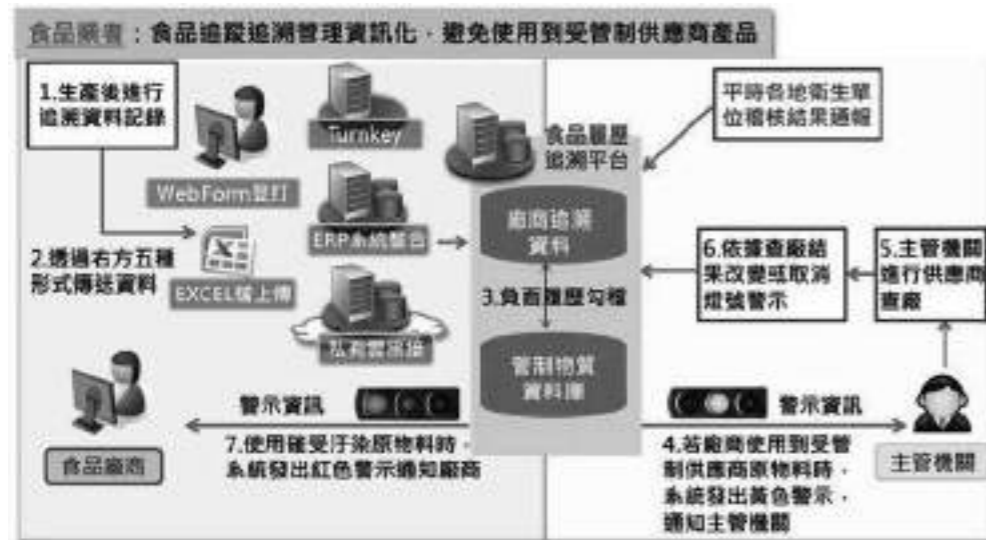 食品業者：食品追蹤追溯管理資訊化，避免使用到受管制供應商產品
1.生產後進行
追溯資料記錄
WebForm登打
Turnkey
食品履歷
追溯平台
平時各地衛生單
位稽核結果通報
2.透過右方五種
形式傳送資料
EXCEL檔上傳
ERP系統整合
私有雲承接
廠商追溯
資料
3.負面履歷勾稽
管制物質
資料庫
6.依據查廠結
果改變或取消
燈號警示
5.主管機關
進行供應商
查廠
警示資訊
7.使用確受汙染原物料時，
系統發出紅色警示通知廠商
食品廠商
警示資訊
4.若廠商使用到受管
制供應商原物料時，
系統發出黃色警示，
通知主管機關
主管機關